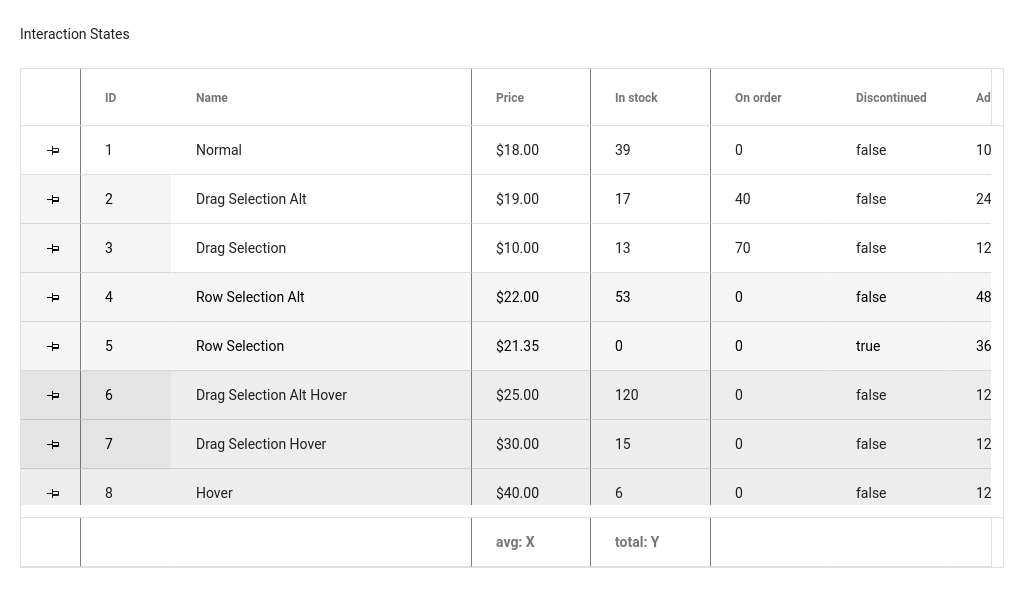 Interaction States
ID Name Price In stock On order Discontinued Ad
1 Normal $18.00 39 0 false 10
2 Drag Selection Alt $19.00 17 40 false 24
3 Drag Selection $10.00 13 70 false 12
4 Row Selection Alt $22.00 53 0 false 48
5 Row Selection $21.35 0 0 true 36
6 Drag Selection Alt Hover $25.00 120 0 false 12
7 Drag Selection Hover $30.00 15 0 false 12
8 Hover $40.00 6 0 false 12
avg: X total: Y